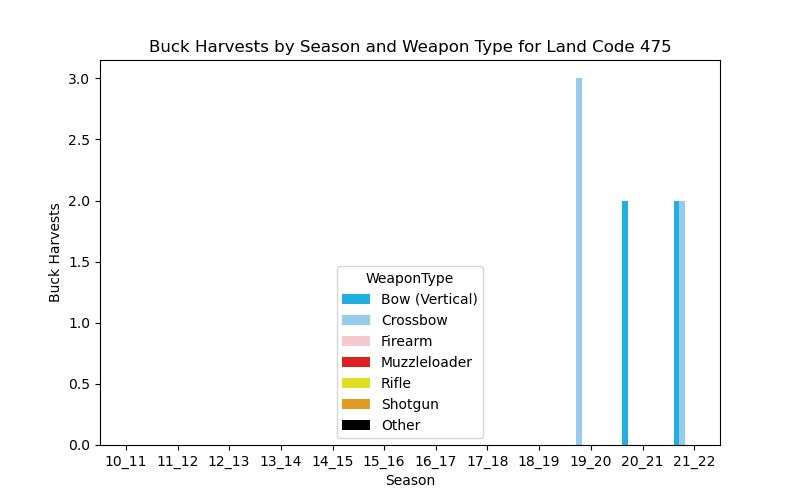 Buck Harvests by Season and Weapon Type for Land Code 475
3.0
2.5
2.0
1.5
1.0
0.5
0.0
Buck Harvests
WeaponType
Bow (Vertical)
Crossbow
Firearm
Muzzleloader
Rifle
Shotgun
Other
10_11 11_12 12_13 13_14 14_15 15_16 16_17 17_18 18_19 19_20 20_21 21_22
Season